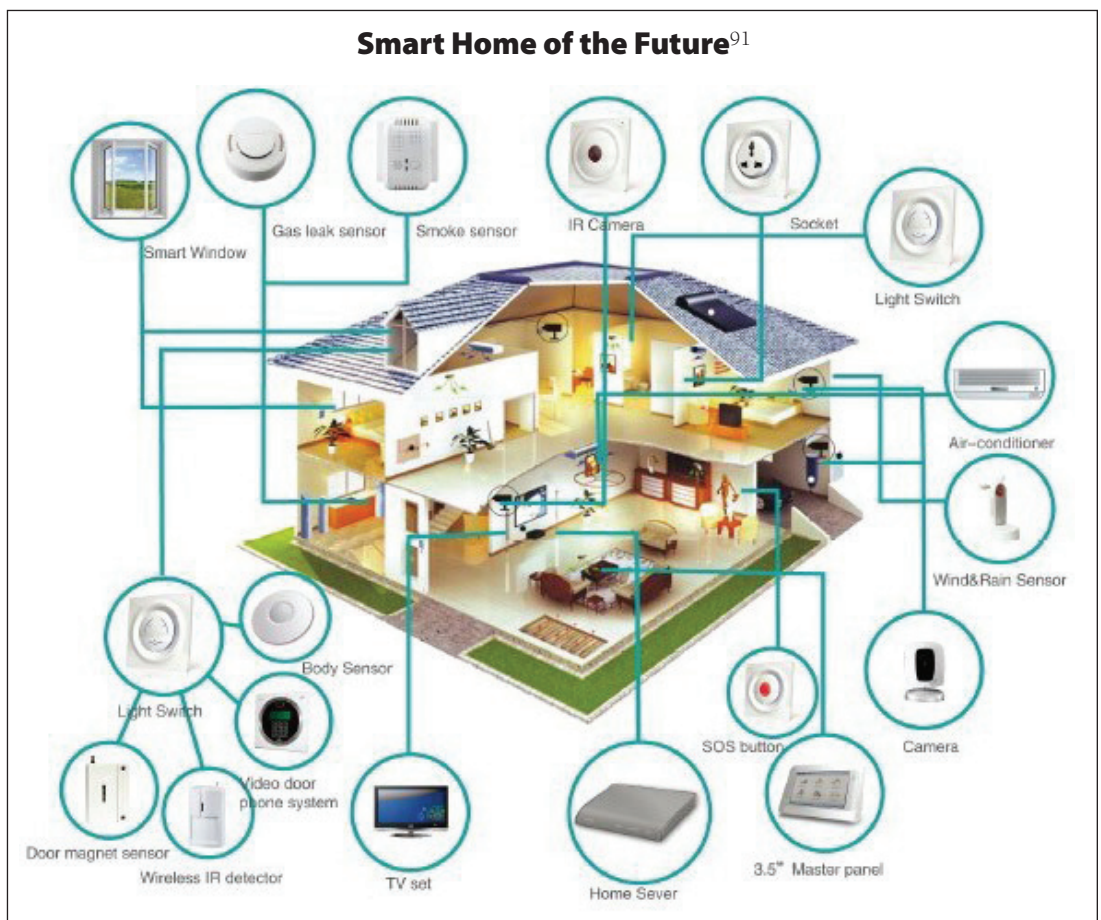 Smart Home of the Future91
Smart Window
Gas leak sensor
Smoke sensor
IR Camera
Socket
Light Switch
Air-conditioner
Wind&Rain Sensor
Camera
Body Sensor
Light Switch
Video door
phone system
Door magnet sensor
Wireless IR detector
TV set
Home Sever
SOS button
3.5" Master panel